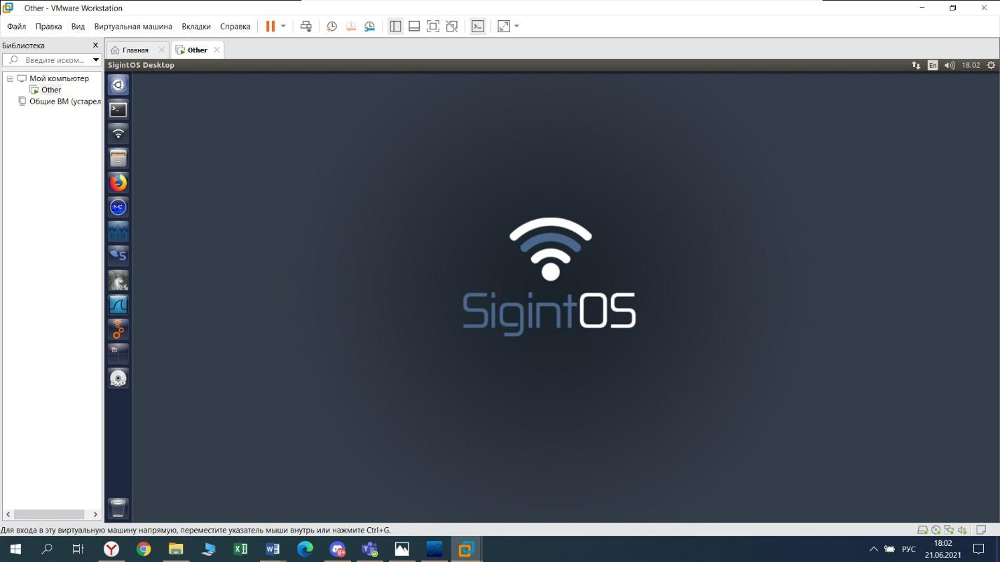 Other - VMware Workstation
Файл Правка Вид Виртуальная машина Вкладки Справка
Библиотека
Введите иском...
Мой компьютер
Other
Общие ВМ (устарел
Главная
Other
SigintOS Desktop
En
18:02
SigintOS
Для входа в эту виртуальную машину напрямую, переместите указатель мыши внутрь или нажмите Ctrl+G.
РУС
18:02
21.06.2021